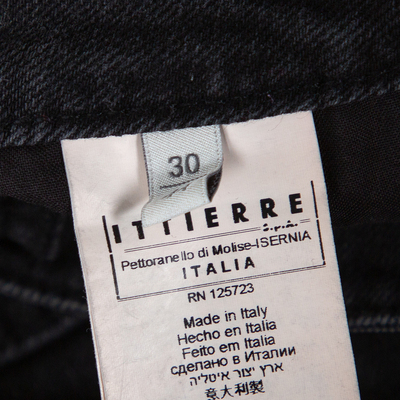 30
ITTIERRE
S.p.A.
Pettoranello di Molise-ISERNIA
ITALIA
RN 125723
Made in Italy
Hecho en Italia
Feito em Italia
сделано в Италии
ארץ יצור איטליה
意大利製